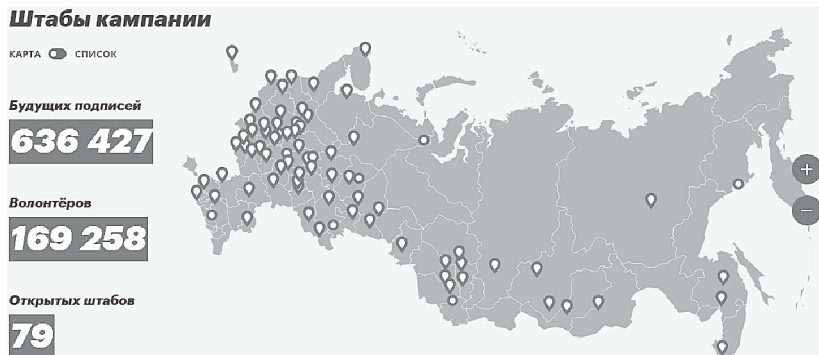 Штабы кампании
КАРТА СПИСОК
Будущих подписей
636 427
Волонтёров
169 258
Открытых штабов
79
+
−